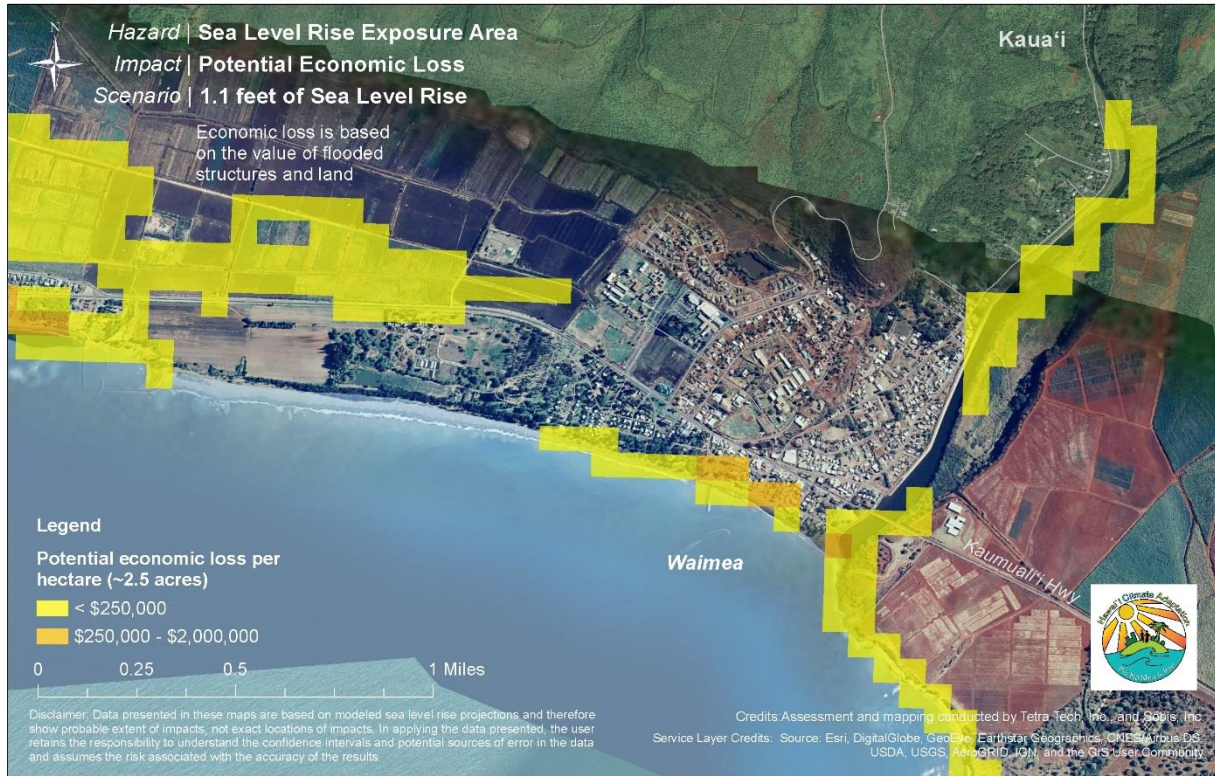 N
Hazard | Sea Level Rise Exposure Area
Impact | Potential Economic Loss
Scenario | 1.1 feet of Sea Level Rise
Economic loss is based
on the value of flooded
structures and land
Kauaʻi
Waimea
Kaumualiʻi Hwy
Legend
Potential economic loss per
hectare (~2.5 acres)
< $250,000
$250,000 - $2,000,000
0 0.25 0.5 1 Miles
Hawaiʻi Climate Adaptation
Disclaimer: Data presented in these maps are based on modeled sea level rise projections and therefore
show probable extent of impacts, not exact locations of impacts. In applying the data presented, the user
retains the responsibility to understand the confidence intervals and potential sources of error in the data
and assumes the risk associated with the accuracy of the results
Credits:Assessment and mapping conducted by Tetra Tech, Inc., and Sobis, Inc.
Service Layer Credits: Source: Esri, DigitalGlobe, GeoEye, Earthstar Geographics, CNES/Airbus DS,
USDA, USGS, AeroGRID, IGN, and the GIS User Community